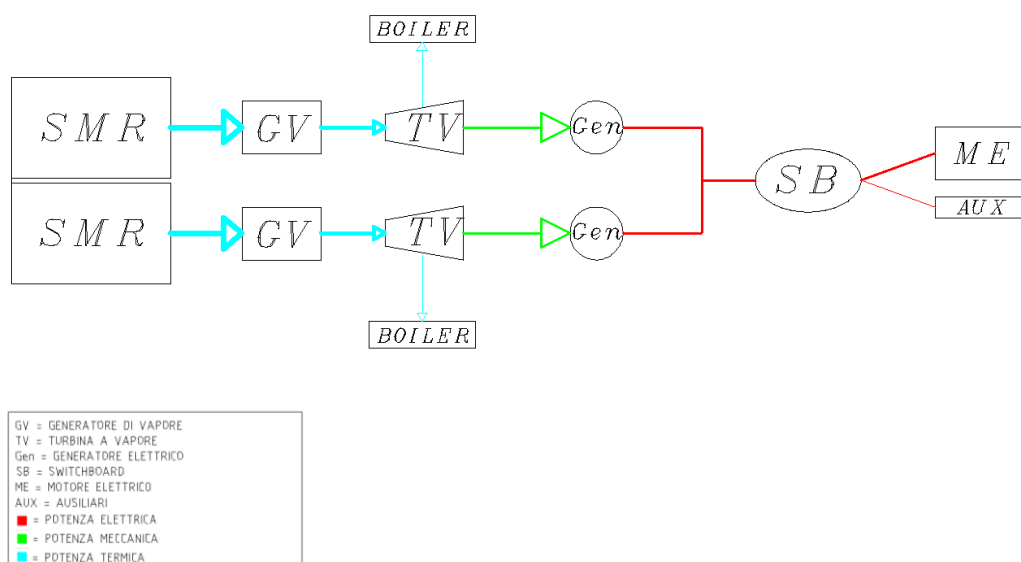 BOILER
SMR
GV
TV
Gen
SB
ME
AUX
SMR
GV
TV
Gen
BOILER
GV = GENERATORE DI VAPORE
TV = TURBINA A VAPORE
Gen = GENERATORE ELETTRICO
SB = SWITCHBOARD
ME = MOTORE ELETTRICO
AUX = AUSILIARI
= POTENZA ELETTRICA
= POTENZA MECCANICA
= POTENZA TERMICA